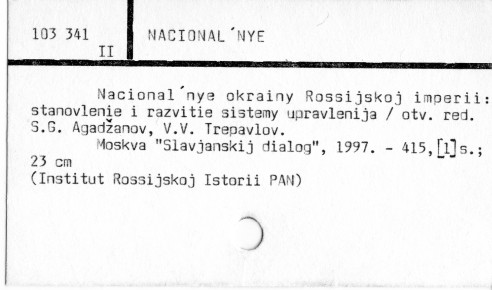 103 341 NACIONAL´NYE
II
Nacional´nye okrainy Rossijskoj imperii:
stanovlenie i razvitie sistemy upravlenija / otv. red.
S.G. Agadžanov, V.V. Trepavlov.
Moskva "Slavjanskij dialog", 1997. - 415,[1]s.;
23 cm
(Institut Rossijskoj Istorii PAN)